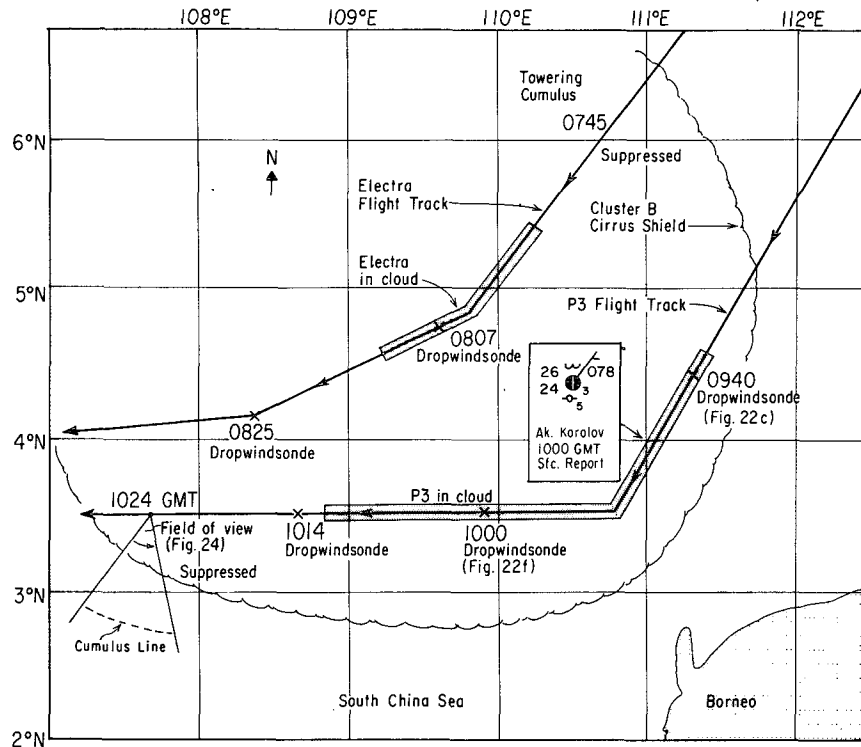 108°E 109°E 110°E 111°E 112°E
6°N
5°N
4°N
3°N
2°N
N
Towering
Cumulus
0745
Suppressed
Electra
Flight Track
Cluster B
Cirrus Shield
Electra
in cloud
P3 Flight Track
0807
Dropwindsonde
26 078
24 3
5
Ak. Korolov
1000 GMT
Sfc. Report
0940
Dropwindsonde
(Fig. 22c)
0825
Dropwindsonde
1024 GMT
P3 in cloud
Field of view
(Fig. 24)
1014
Dropwindsonde
1000
Dropwindsonde
(Fig. 22f)
Suppressed
Cumulus Line
South China Sea
Borneo